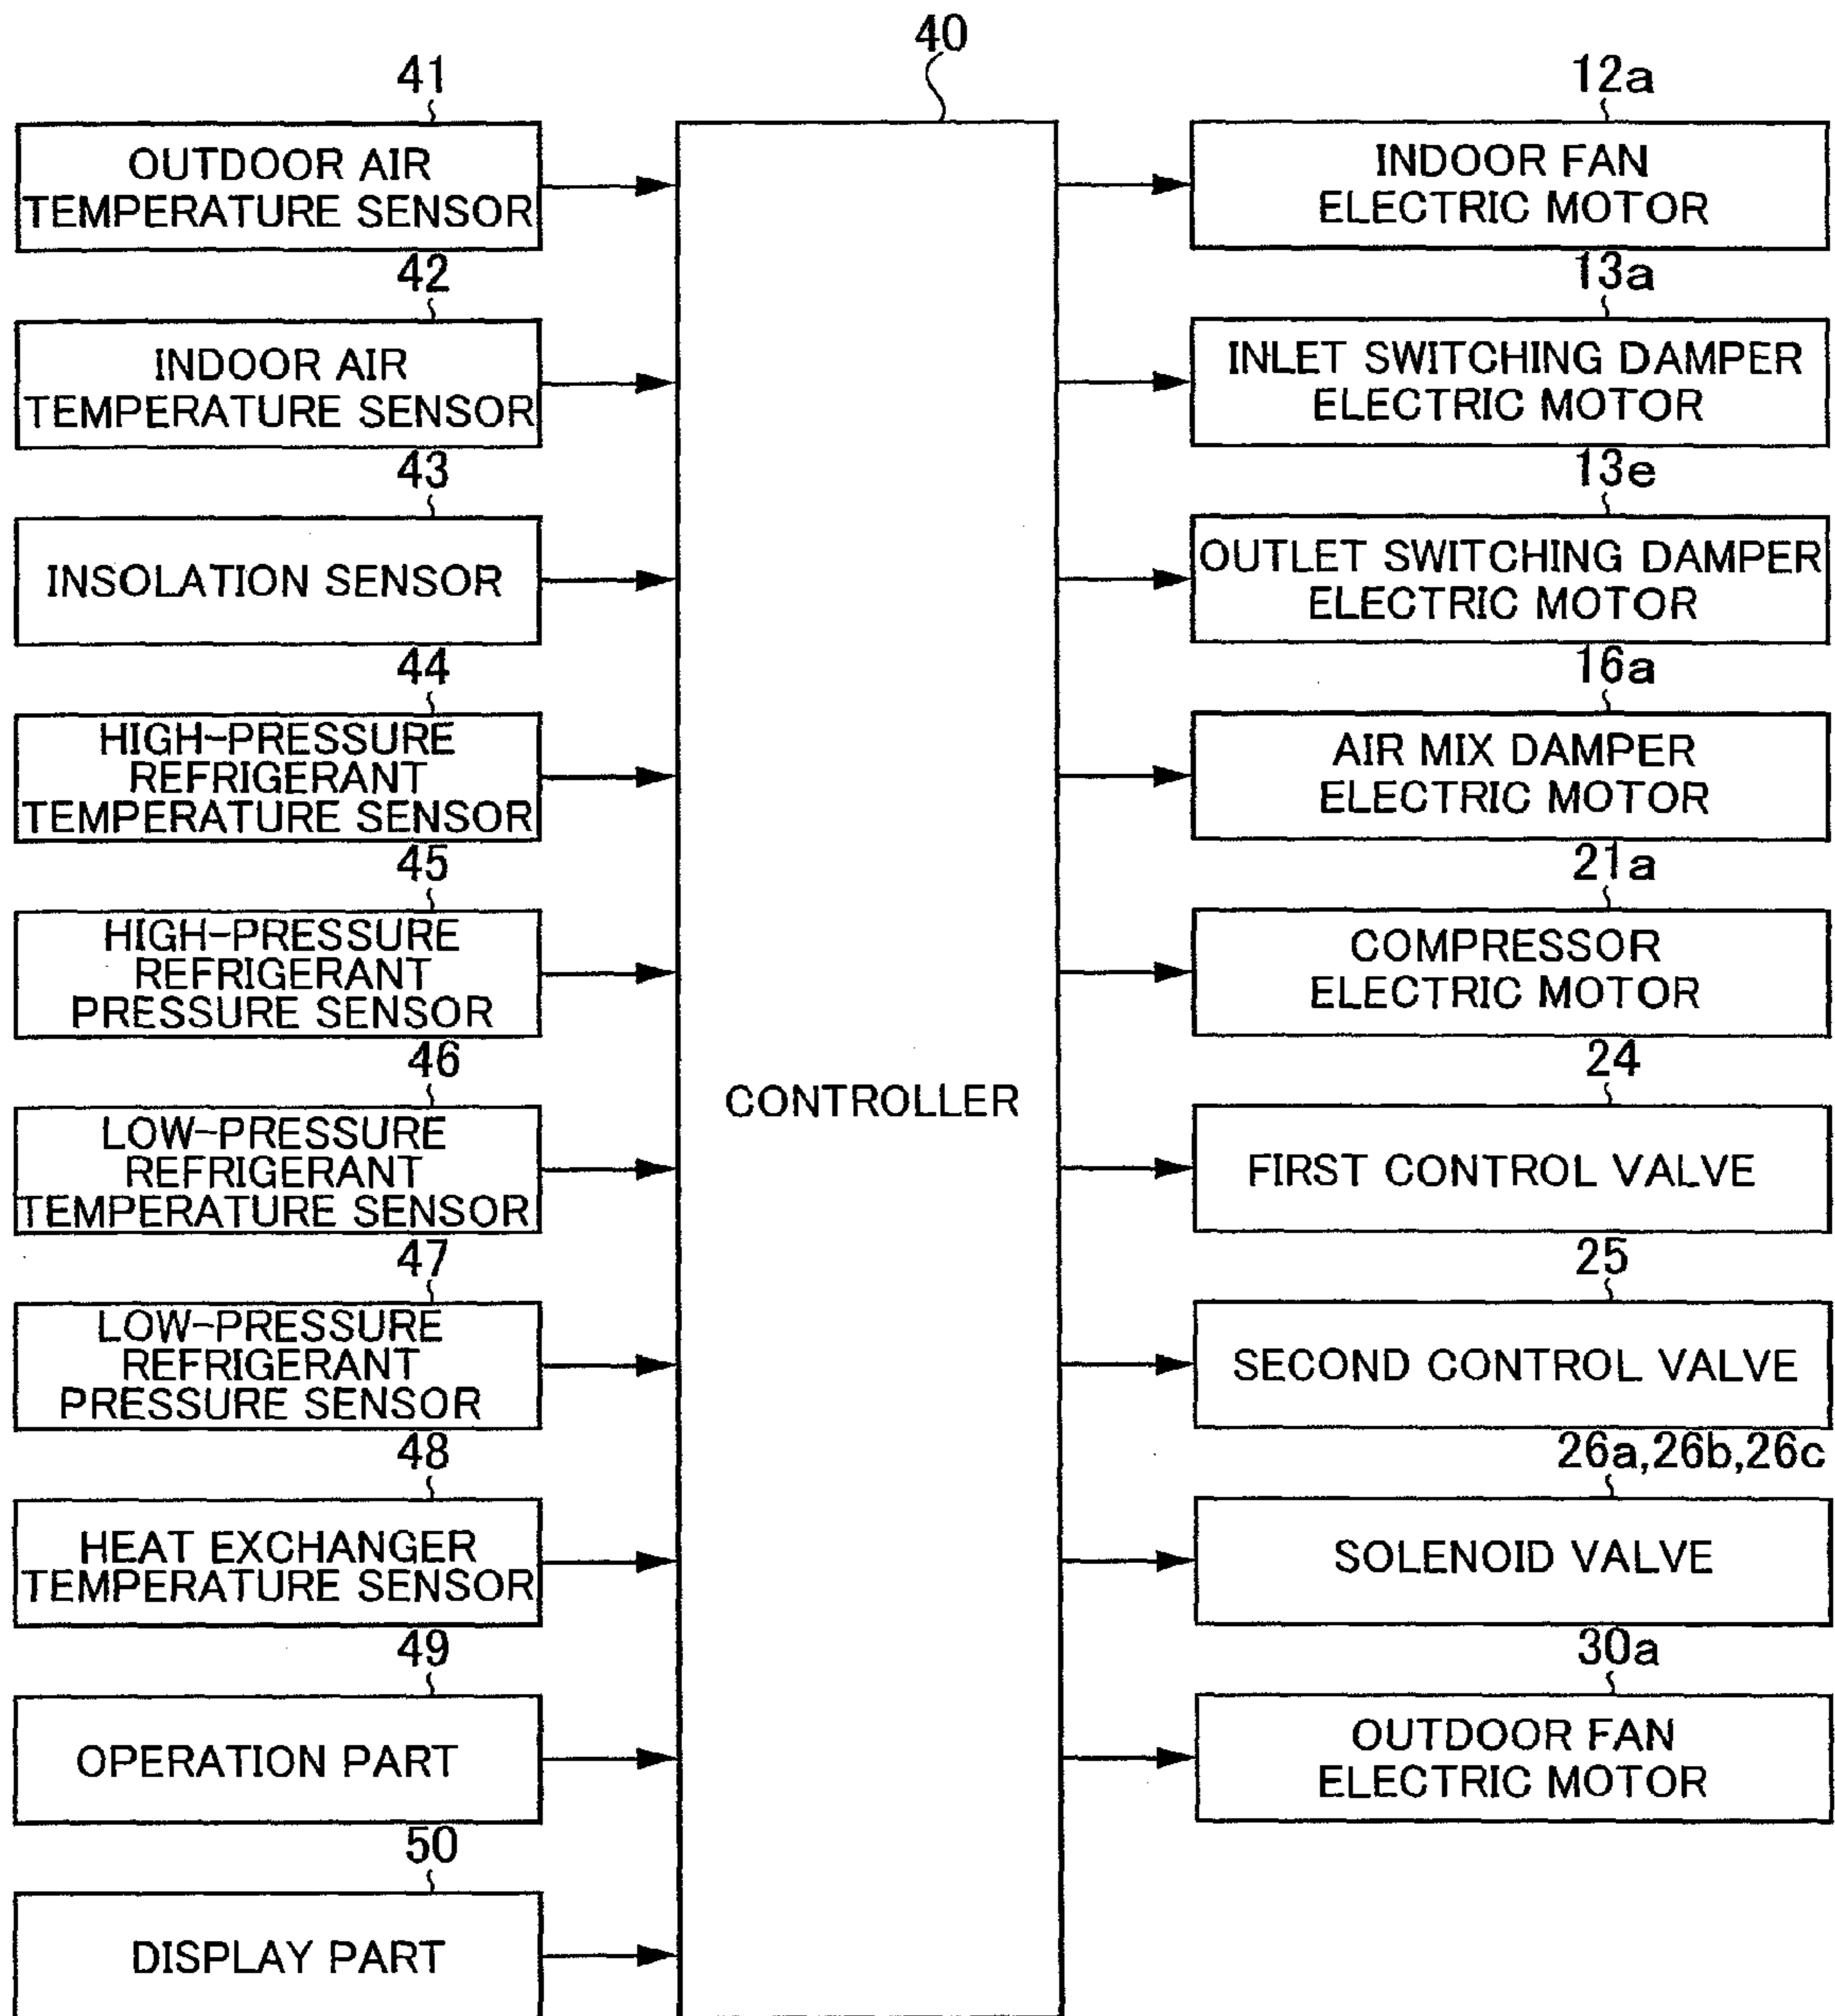 40
41
OUTDOOR AIR
TEMPERATURE SENSOR
42
INDOOR AIR
TEMPERATURE SENSOR
43
INSOLATION SENSOR
44
HIGH-PRESSURE
REFRIGERANT
TEMPERATURE SENSOR
45
HIGH-PRESSURE
REFRIGERANT
PRESSURE SENSOR
46
LOW-PRESSURE
REFRIGERANT
TEMPERATURE SENSOR
47
LOW-PRESSURE
REFRIGERANT
PRESSURE SENSOR
48
HEAT EXCHANGER
TEMPERATURE SENSOR
49
OPERATION PART
50
DISPLAY PART
CONTROLLER
12a
INDOOR FAN
ELECTRIC MOTOR
13a
INLET SWITCHING DAMPER
ELECTRIC MOTOR
13e
OUTLET SWITCHING DAMPER
ELECTRIC MOTOR
16a
AIR MIX DAMPER
ELECTRIC MOTOR
21a
COMPRESSOR
ELECTRIC MOTOR
24
FIRST CONTROL VALVE
25
SECOND CONTROL VALVE
26a,26b,26c
SOLENOID VALVE
30a
OUTDOOR FAN
ELECTRIC MOTOR